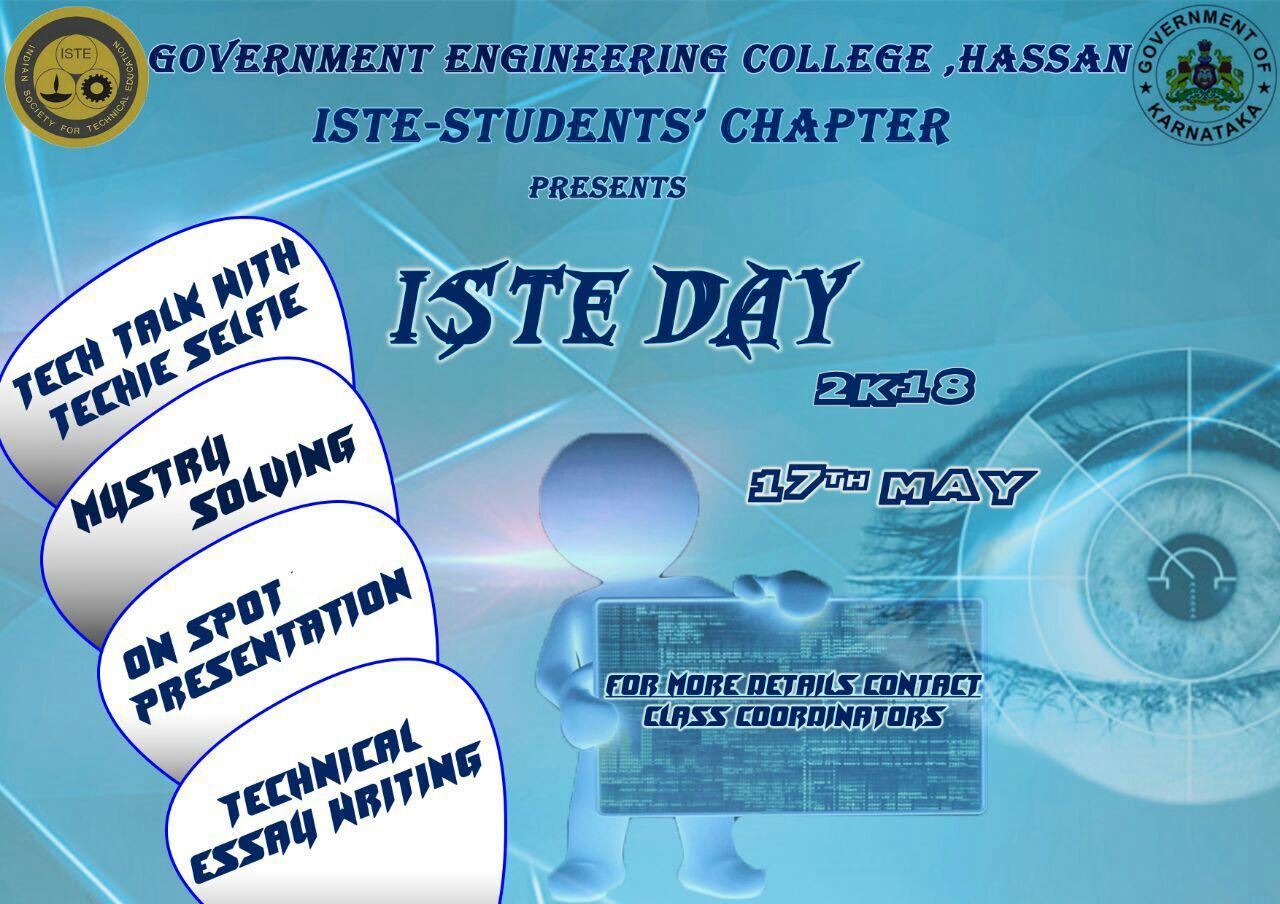 ISTE
INDIAN SOCIETY FOR TECHNICAL EDUCATION
GOVERNMENT ENGINEERING COLLEGE ,HASSAN
GOVERNMENT OF
KARNATAKA
ISTE-STUDENTS' CHAPTER
PRESENTS
ISTE DAY
2K18
17TH MAY
TECH TALK WITH
TECHIE SELFIE
MYSTRY
SOLVING
ON SPOT
PRESENTATION
TECHNICAL
ESSAY WRITING
FOR MORE DETAILS CONTACT
CLASS COORDINATORS